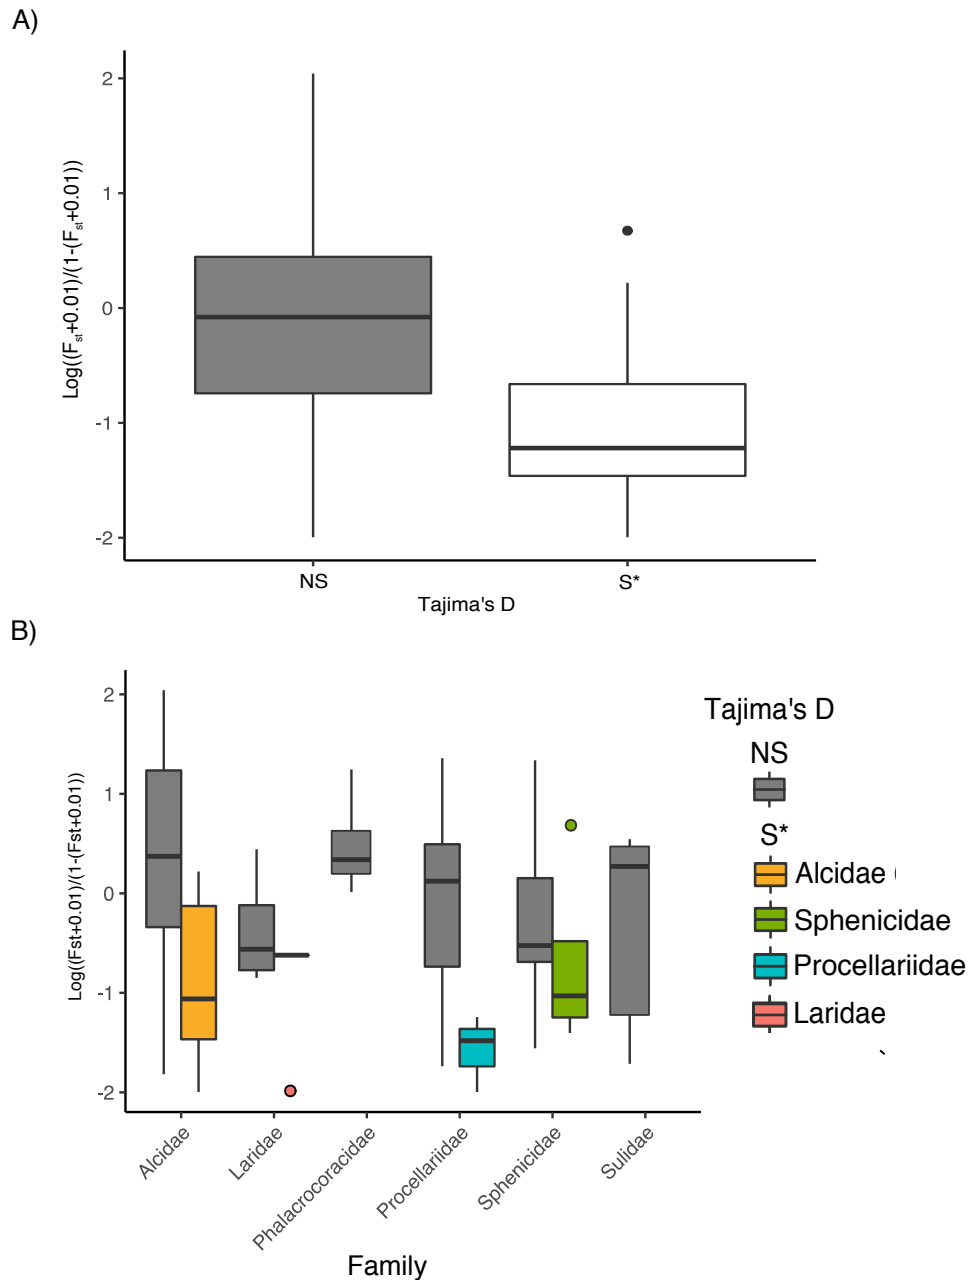 A)
Log((Fst+0.01)/(1-(Fst+0.01))
2
1
0
-1
-2
NS
S*
Tajima's D
B)
Log((Fst+0.01)/(1-(Fst+0.01))
2
1
0
-1
-2
Alcidae
Laridae
Phalacrocoracidae
Procellariidae
Sphenicidae
Sulidae
Family
Tajima's D
NS
S*
Alcidae
Sphenicidae
Procellariidae
Laridae